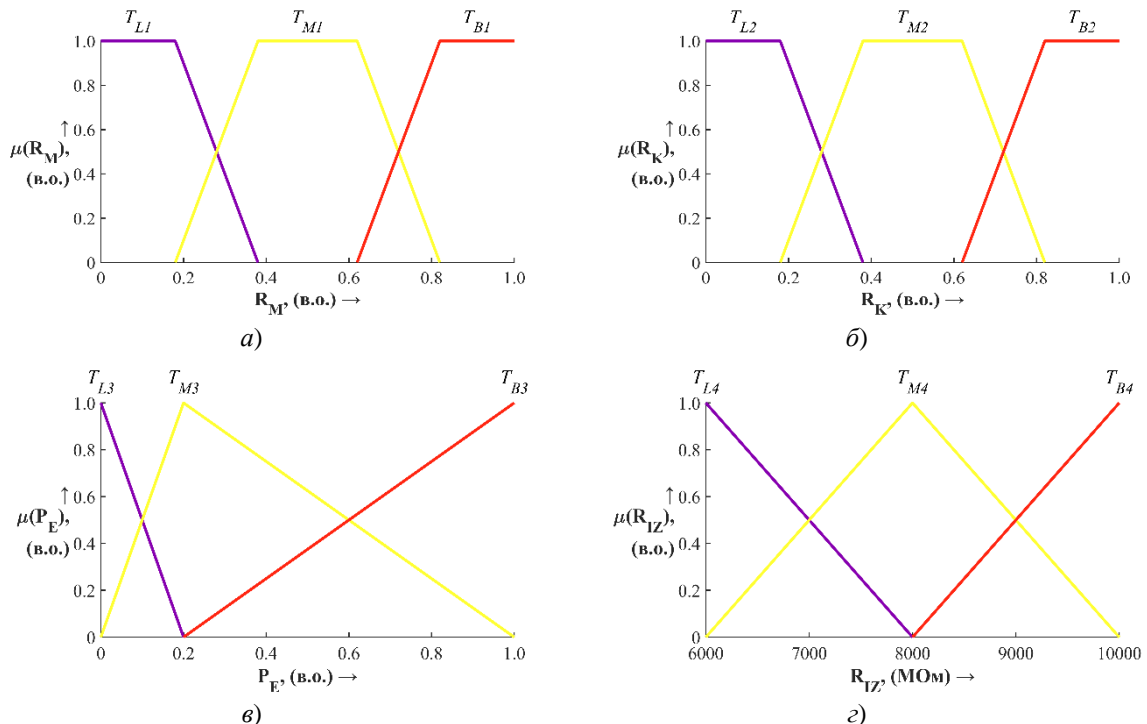 T_L1 T_M1 T_B1
1.0
0.8
0.6
↑
μ(R_M),
(в.о.)
0.4
0.2
0
0 0.2 0.4 0.6 0.8 1.0
R_M, (в.о.) →
а)
T_L2 T_M2 T_B2
1.0
0.8
0.6
↑
μ(R_K),
(в.о.)
0.4
0.2
0
0 0.2 0.4 0.6 0.8 1.0
R_K, (в.о.) →
б)
T_L3 T_M3 T_B3
1.0
0.8
0.6
↑
μ(P_E),
(в.о.)
0.4
0.2
0
0 0.2 0.4 0.6 0.8 1.0
P_E, (в.о.) →
в)
T_L4 T_M4 T_B4
1.0
0.8
0.6
↑
μ(R_IZ),
(в.о.)
0.4
0.2
0
6000 7000 8000 9000 10000
R_IZ, (МОм) →
г)